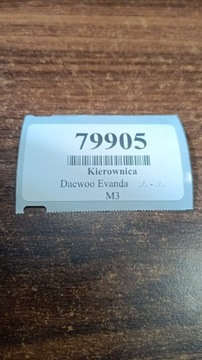 79905
Kierownica
Daewoo Evanda ./. - ./.
M3